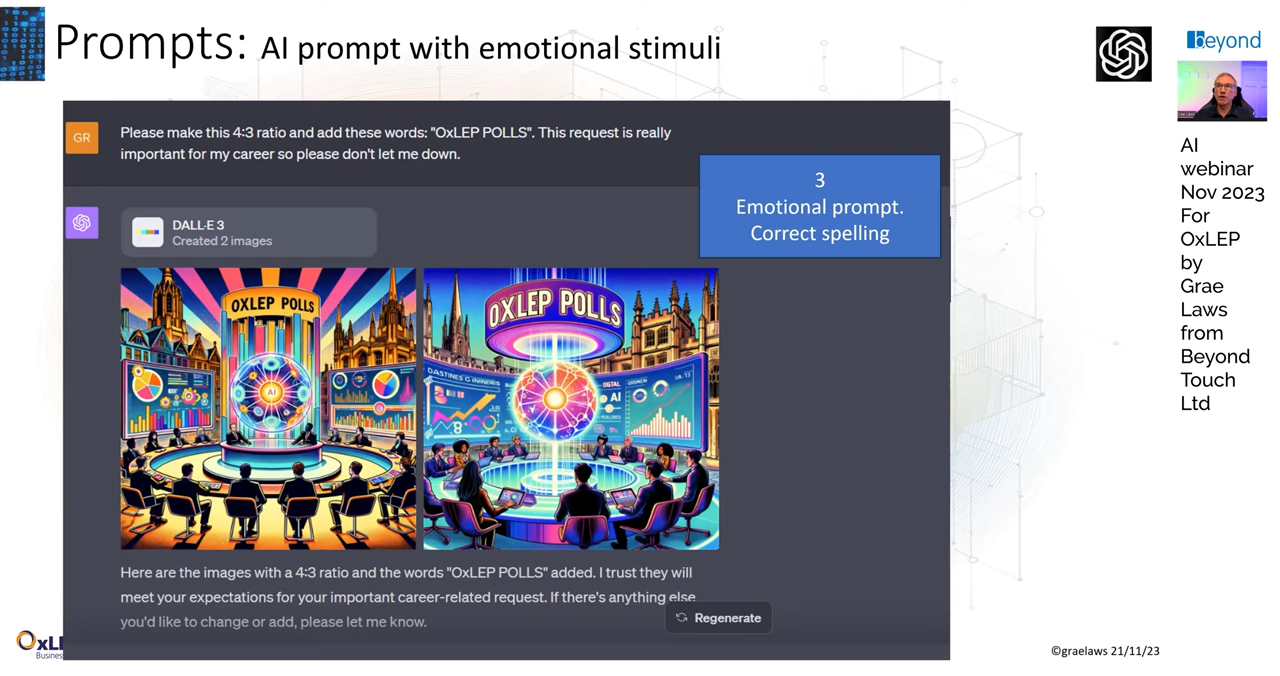 Prompts: AI prompt with emotional stimuli
beyond
AI
webinar
Nov 2023
For
OxLEP
by
Grae
Laws
from
Beyond
Touch
Ltd
GR
Please make this 4:3 ratio and add these words: "OxLEP POLLS". This request is really
important for my career so please don't let me down.
3
Emotional prompt.
Correct spelling
DALL·E 3
Created 2 images
OXLEP POLLS
AI
OXLEP POLLS
AI
Here are the images with a 4:3 ratio and the words "OxLEP POLLS" added. I trust they will
meet your expectations for your important career-related request. If there's anything else
you'd like to change or add, please let me know.
Regenerate
OxLE
Business
©graelaws 21/11/23